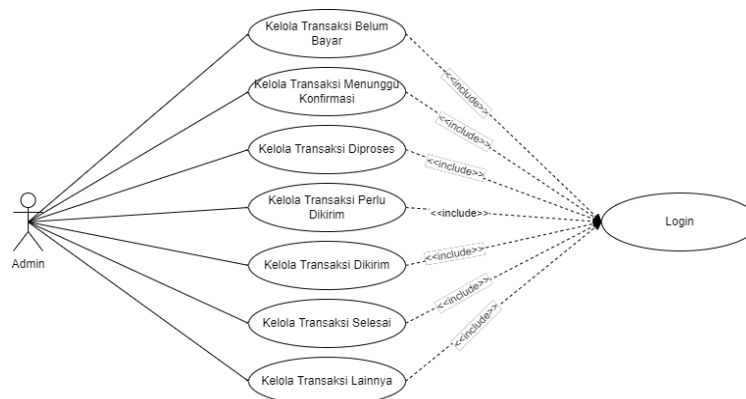 Kelola Transaksi Belum
Bayar
<<include>>
Kelola Transaksi Menunggu
Konfirmasi
<<include>>
Kelola Transaksi Diproses
<<include>>
Kelola Transaksi Perlu
Dikirim
<<include>>
Admin
Login
Kelola Transaksi Dikirim
<<include>>
Kelola Transaksi Selesai
<<include>>
Kelola Transaksi Lainnya
<<include>>